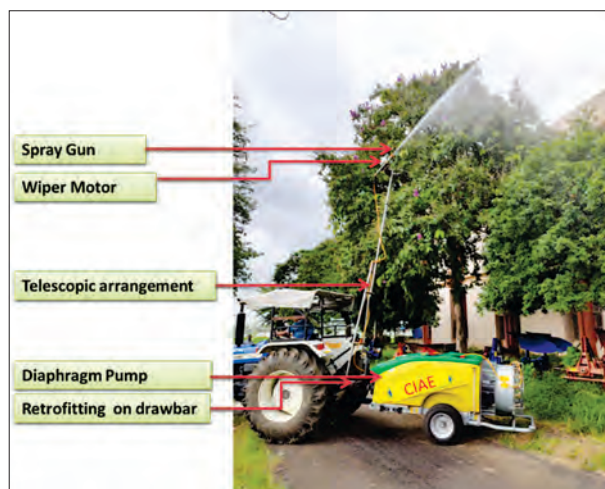 Spray Gun
Wiper Motor
Telescopic arrangement
Diaphragm Pump
Retrofitting on drawbar
CIAE